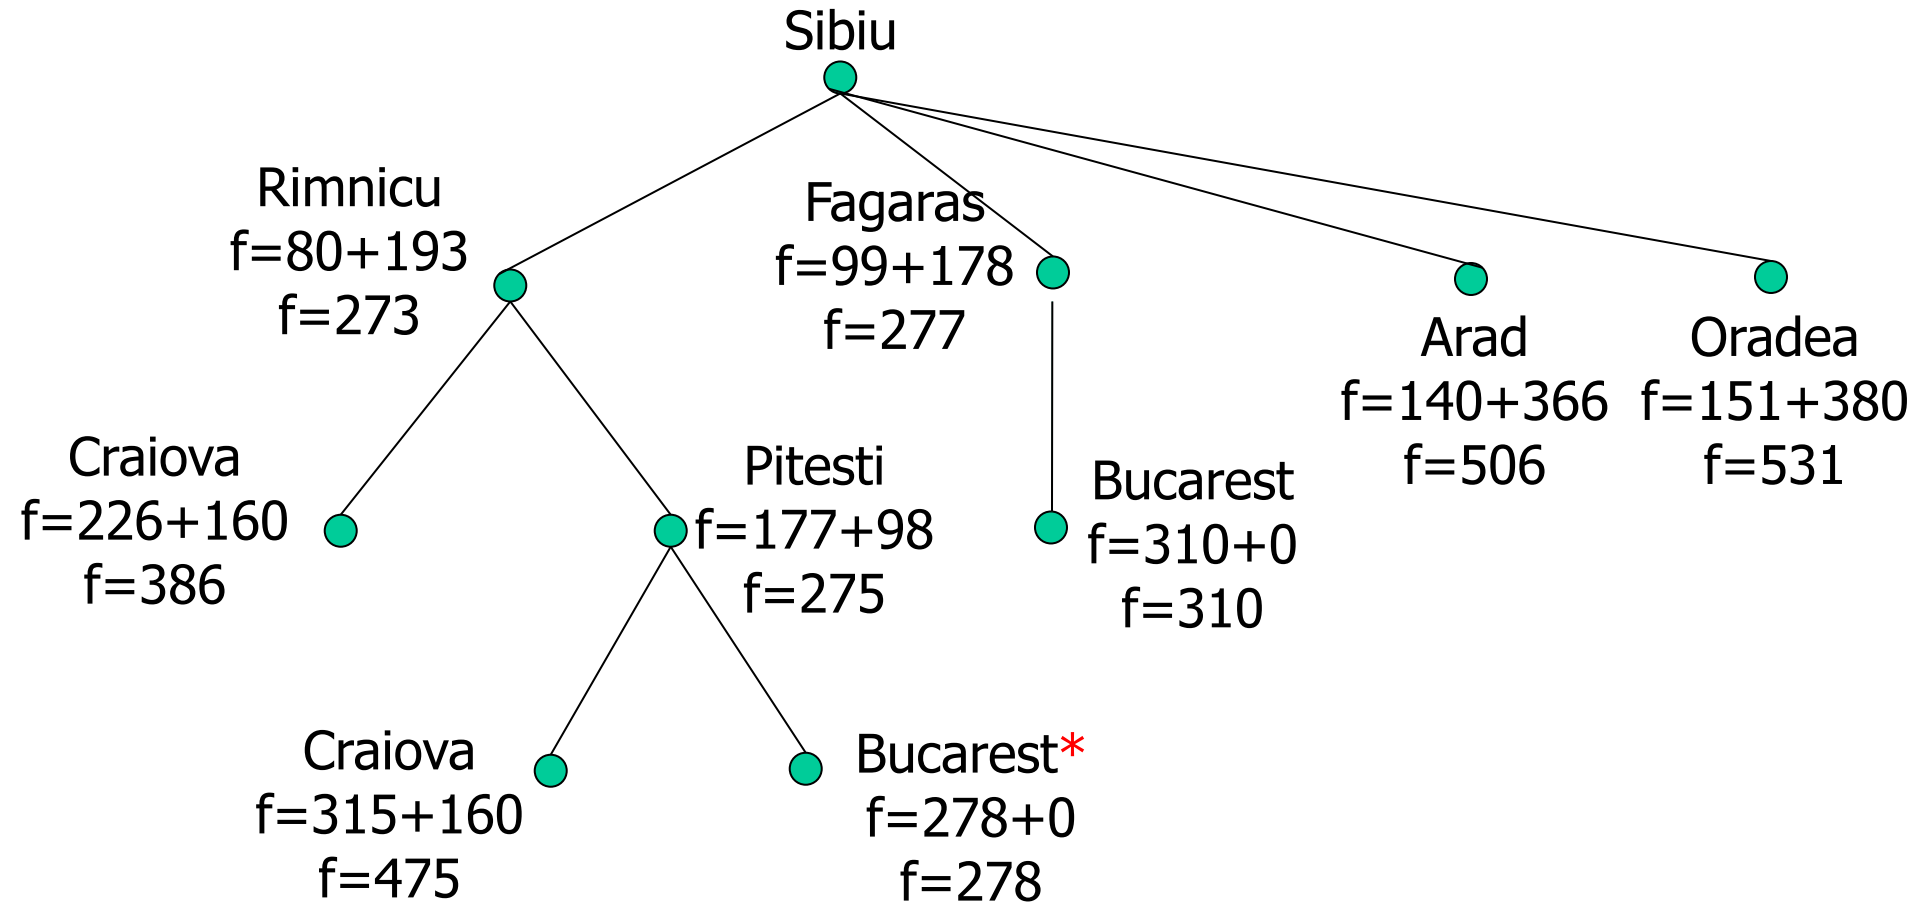 Sibiu
Rimnicu
f=80+193
f=273
Fagaras
f=99+178
f=277
Arad
f=140+366
f=506
Oradea
f=151+380
f=531
Craiova
f=226+160
f=386
Pitesti
f=177+98
f=275
Bucarest
f=310+0
f=310
Craiova
f=315+160
f=475
Bucarest*
f=278+0
f=278